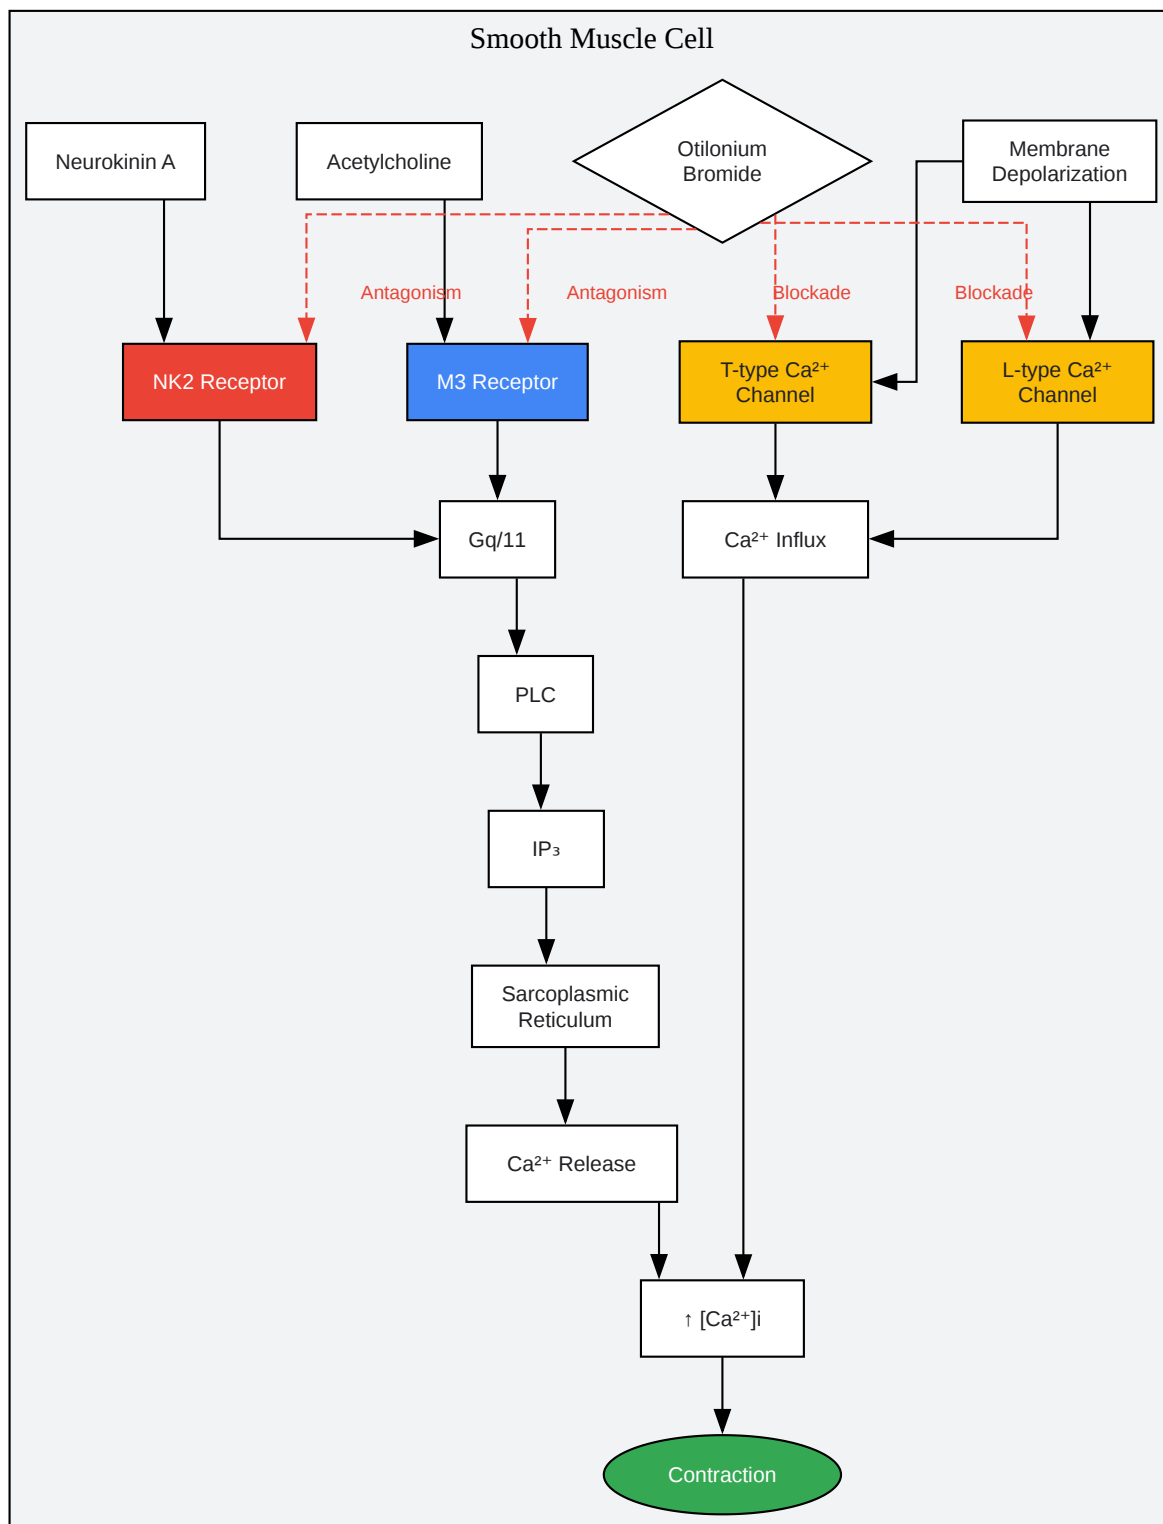 Smooth Muscle Cell
Neurokinin A
Acetylcholine
Otilonium
Bromide
Membrane
Depolarization
Antagonism
Antagonism
Blockade
Blockade
NK2 Receptor
M3 Receptor
T-type Ca²⁺
Channel
L-type Ca²⁺
Channel
Gq/11
Ca²⁺ Influx
PLC
IP₃
Sarcoplasmic
Reticulum
Ca²⁺ Release
↑ [Ca²⁺]i
Contraction